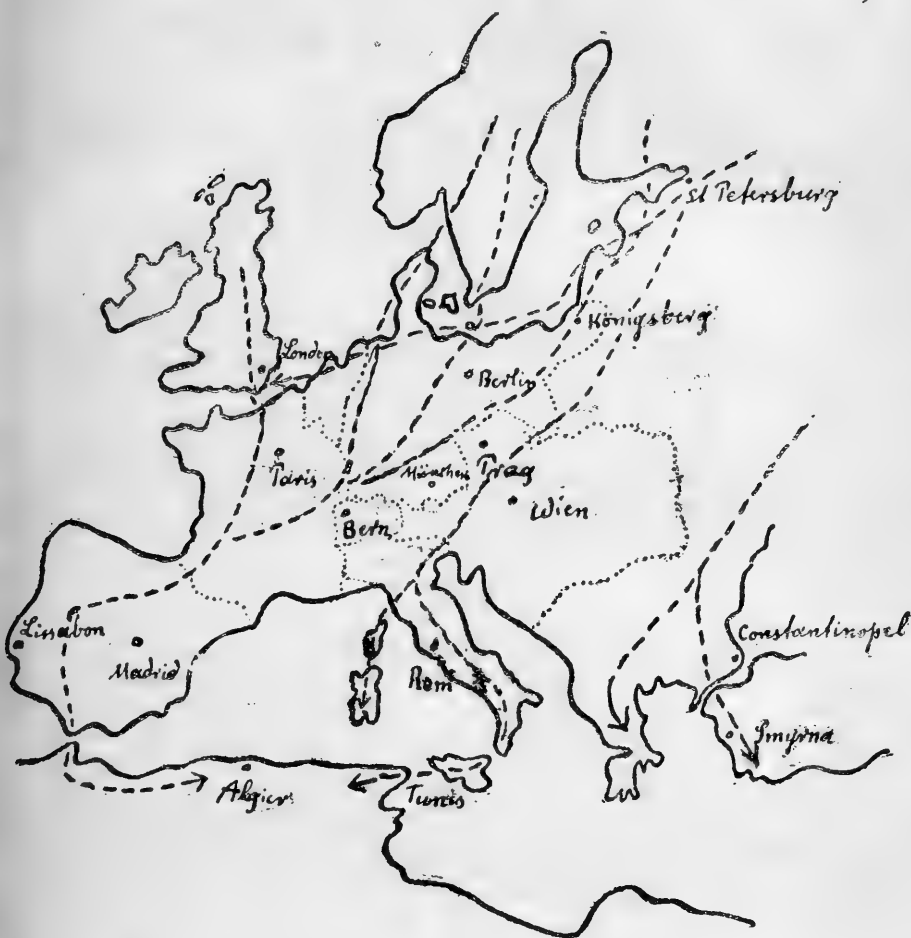 St Petersburg
Königsberg
London
Berlin
Paris
München
Prag
Bern
Wien
Lissabon
Madrid
Rom
Constantinopel
Smyrna
Algier
Tunis